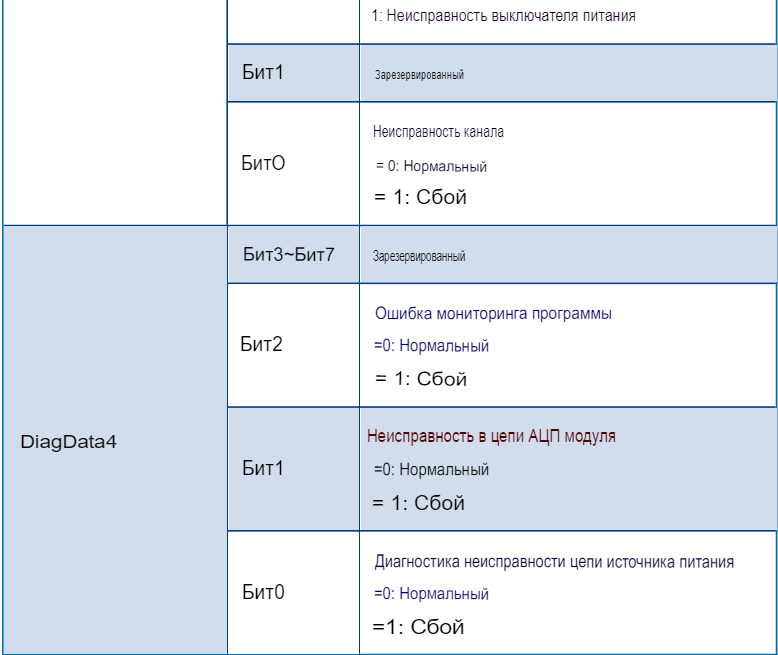 1: Неисправность выключателя питания
Бит1
Зарезервированный
БитО
Неисправность канала
= 0: Нормальный
= 1: Сбой
Бит3~Бит7
Зарезервированный
DiagData4
Бит2
Ошибка мониторинга программы
=0: Нормальный
= 1: Сбой
Бит1
Неисправность в цепи АЦП модуля
=0: Нормальный
= 1: Сбой
Бит0
Диагностика неисправности цепи источника питания
=0: Нормальный
=1: Сбой